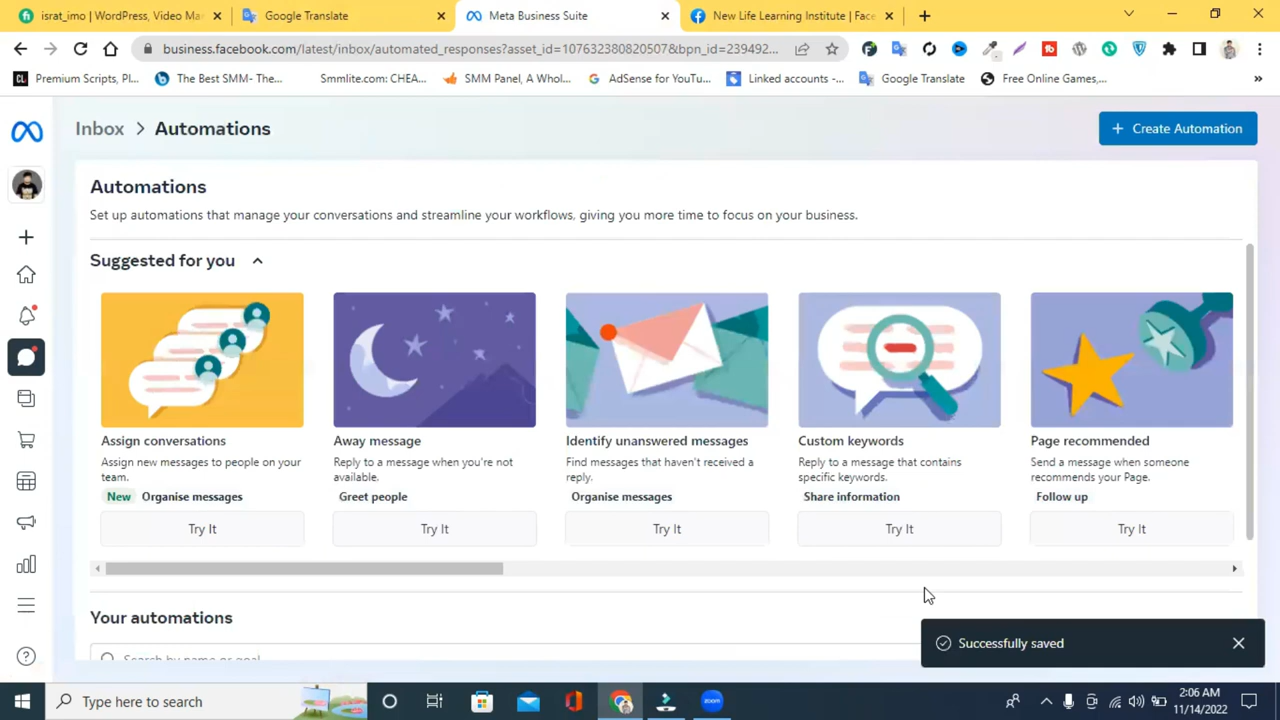 israt_imo | WordPress, Video Mar
Google Translate
Meta Business Suite
New Life Learning Institute | Face
business.facebook.com/latest/inbox/automated_responses?asset_id=107632380820507&bpn_id=239492...
Premium Scripts, Pl...
The Best SMM- The...
Smmlite.com: CHEA...
SMM Panel, A Whol...
AdSense for YouTu...
Linked accounts -...
Google Translate
Free Online Games,...
Inbox > Automations
+ Create Automation
Automations
Set up automations that manage your conversations and streamline your workflows, giving you more time to focus on your business.
Suggested for you
Assign conversations
Assign new messages to people on your
team.
New Organise messages
Try It
Away message
Reply to a message when you're not
available.
Greet people
Try It
Identify unanswered messages
Find messages that haven't received a
reply.
Organise messages
Try It
Custom keywords
Reply to a message that contains
specific keywords.
Share information
Try It
Page recommended
Send a message when someone
recommends your Page.
Follow up
Try It
Your automations
Search by name or goal
Successfully saved
Type here to search
zoom
2:06 AM
11/14/2022